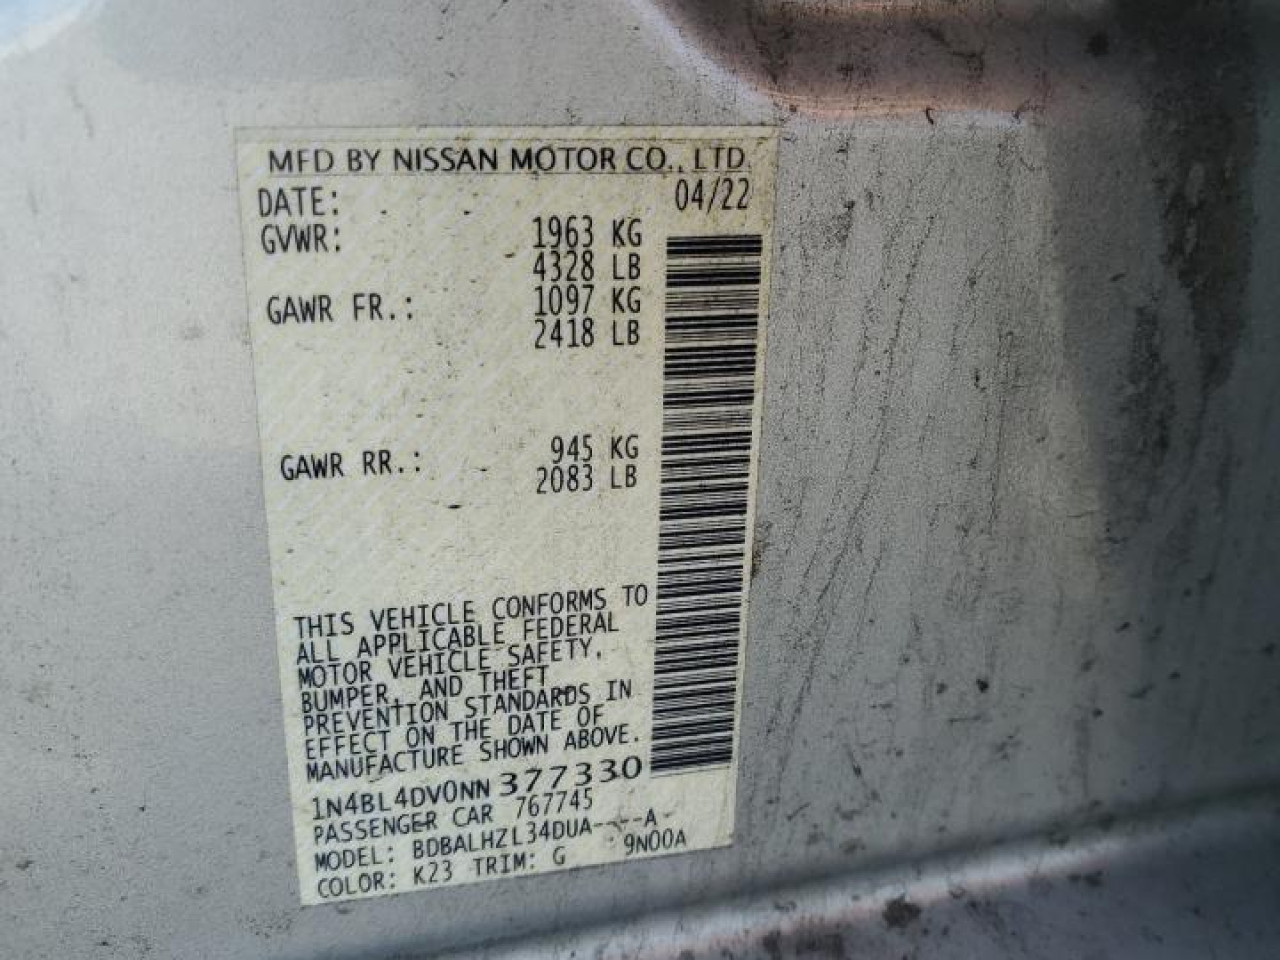 MFD BY NISSAN MOTOR CO., LTD.
DATE: 04/22
GVWR: 1963 KG
4328 LB
GAWR FR.: 1097 KG
2418 LB
GAWR RR.: 945 KG
2083 LB
THIS VEHICLE CONFORMS TO
ALL APPLICABLE FEDERAL
MOTOR VEHICLE SAFETY,
BUMPER, AND THEFT
PREVENTION STANDARDS IN
EFFECT ON THE DATE OF
MANUFACTURE SHOWN ABOVE.
1N4BL4DV0NN377330
PASSENGER CAR 767745
MODEL: BDBALHZL34DUA----A-
COLOR: K23 TRIM: G 9N00A